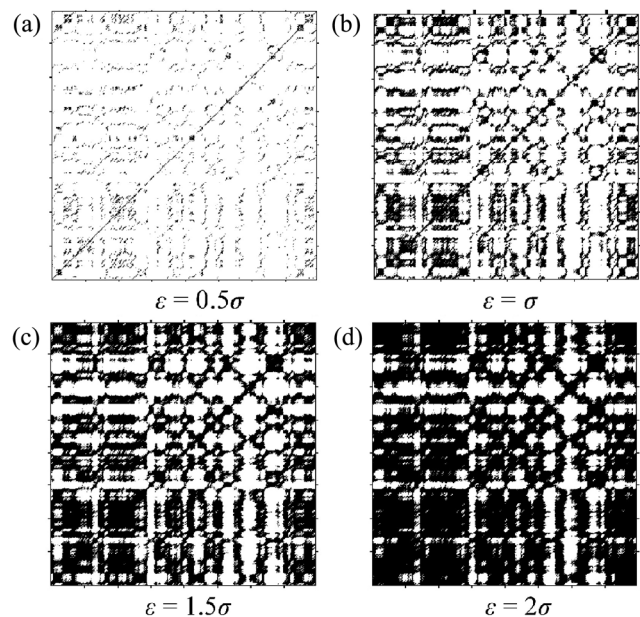 (a)
(b)
ε = 0.5σ
ε = σ
(c)
(d)
ε = 1.5σ
ε = 2σ